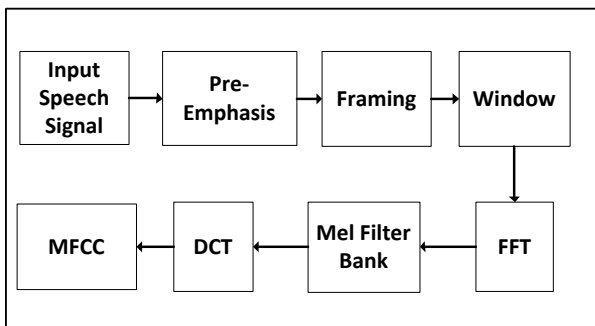 Input
Speech
Signal
Pre-
Emphasis
Framing
Window
MFCC
DCT
Mel Filter
Bank
FFT